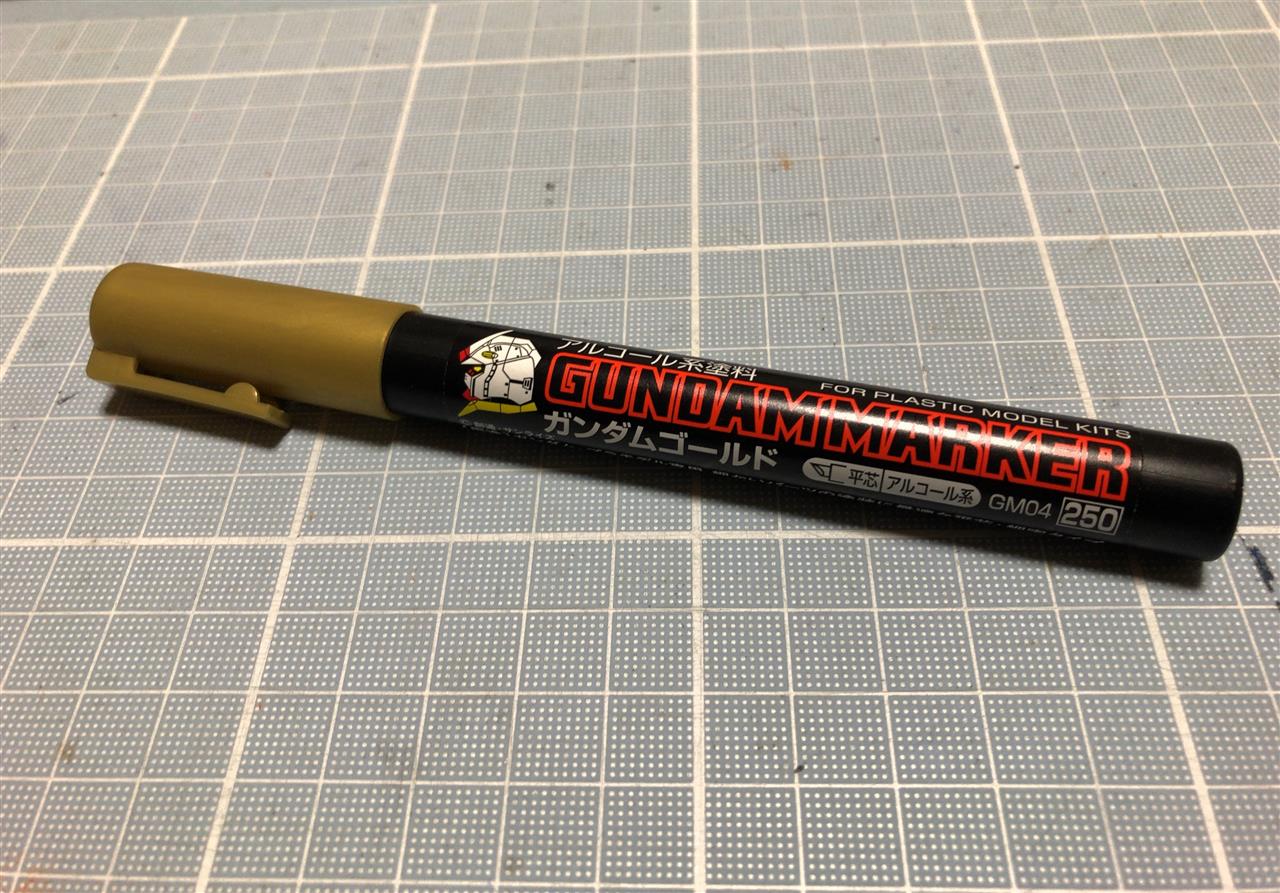 アルコール系塗料
FOR PLASTIC MODEL KITS
GUNDAM MARKER
ガンダムゴールド
平芯 アルコール系 GM04 250